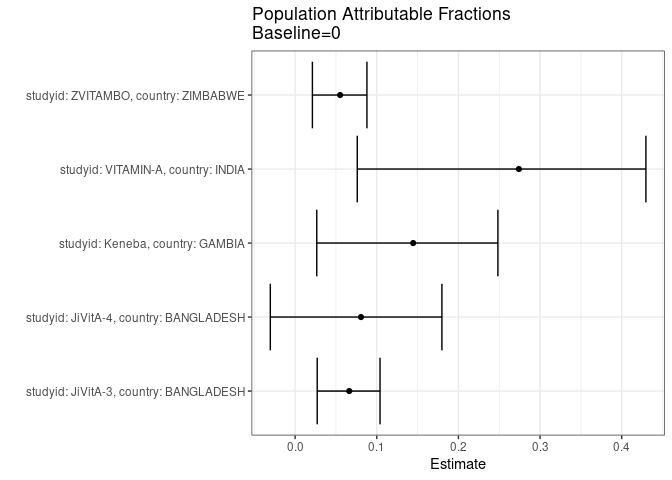 Population Attributable Fractions
Baseline=0
studyid: ZVITAMBO, country: ZIMBABWE
studyid: VITAMIN-A, country: INDIA
studyid: Keneba, country: GAMBIA
studyid: JiVitA-4, country: BANGLADESH
studyid: JiVitA-3, country: BANGLADESH
0.0 0.1 0.2 0.3 0.4
Estimate